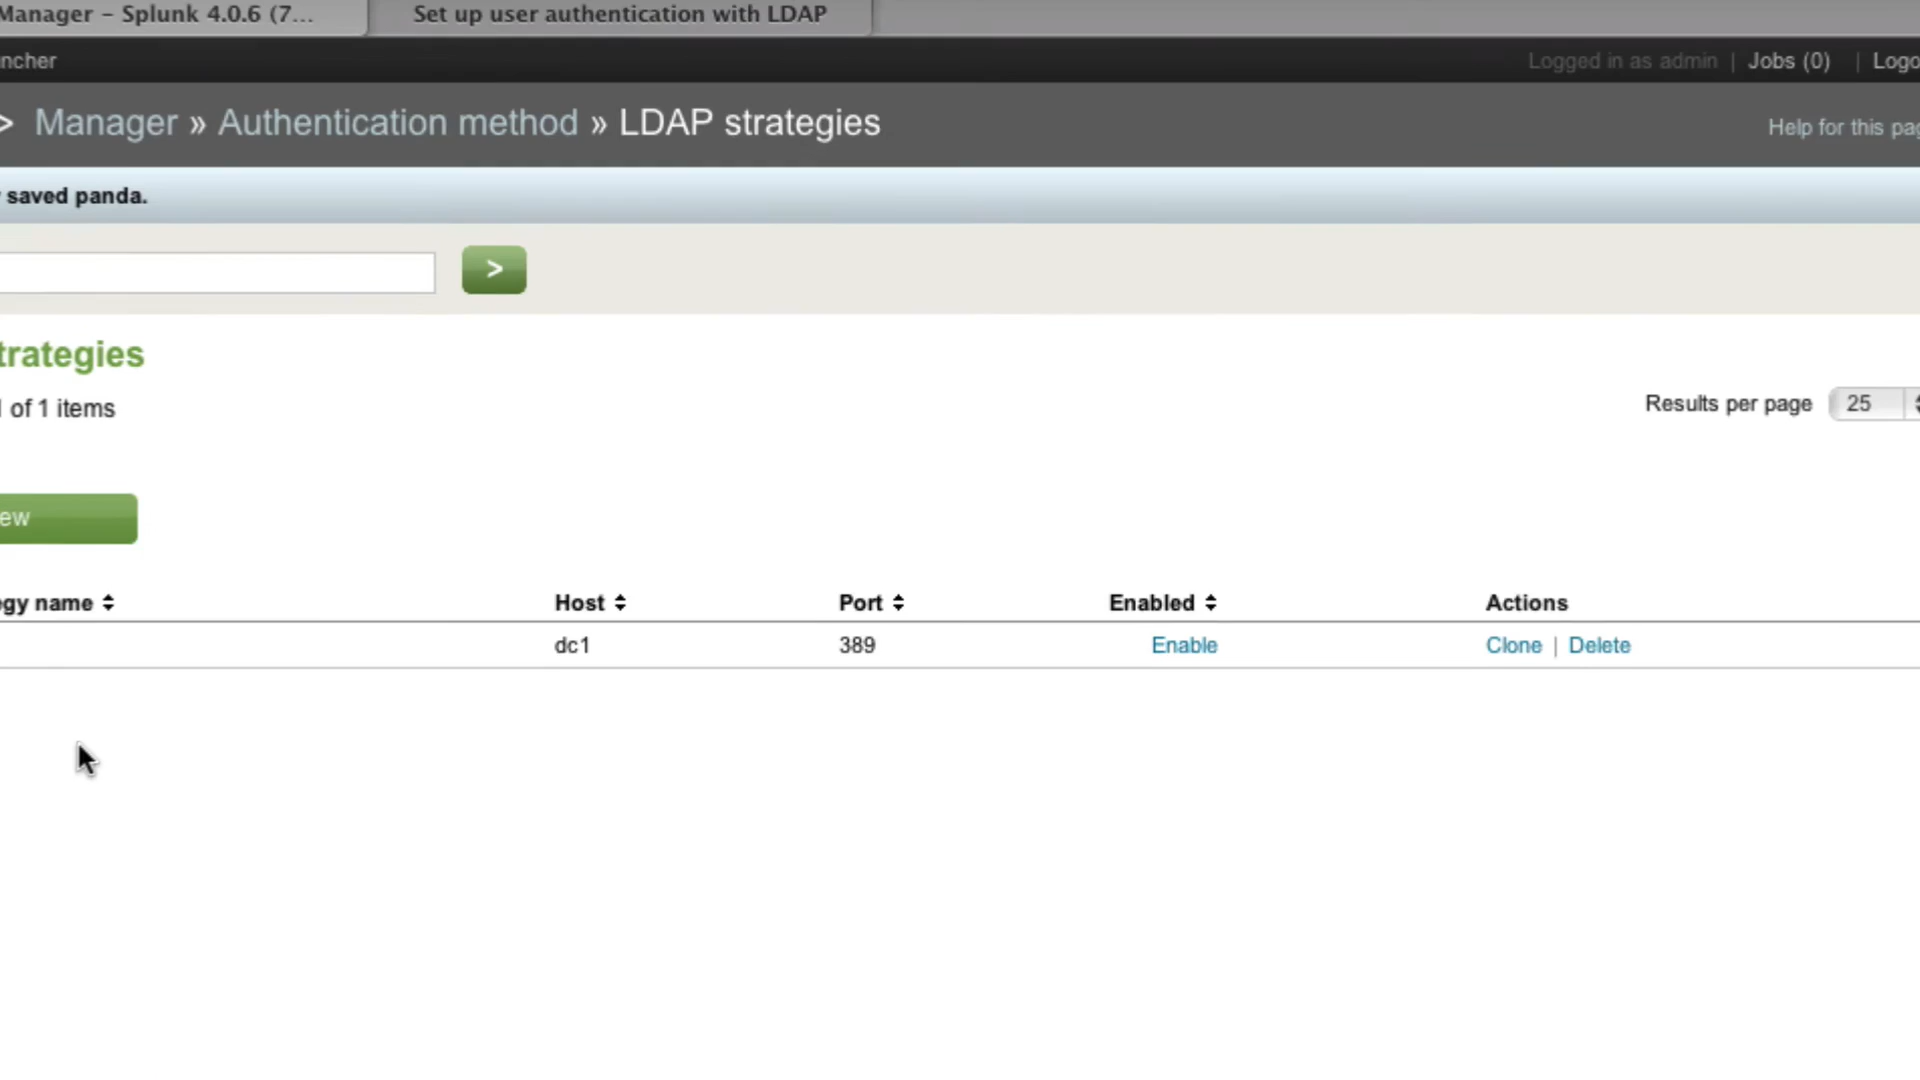 Manager – Splunk 4.0.6 (7...
Set up user authentication with LDAP
ncher
Logged in as admin | Jobs (0) | Logo
> Manager » Authentication method » LDAP strategies
Help for this pag
saved panda.
>
trategies
of 1 items
Results per page 25
ew
egy name Host Port Enabled Actions
dc1 389 Enable Clone | Delete